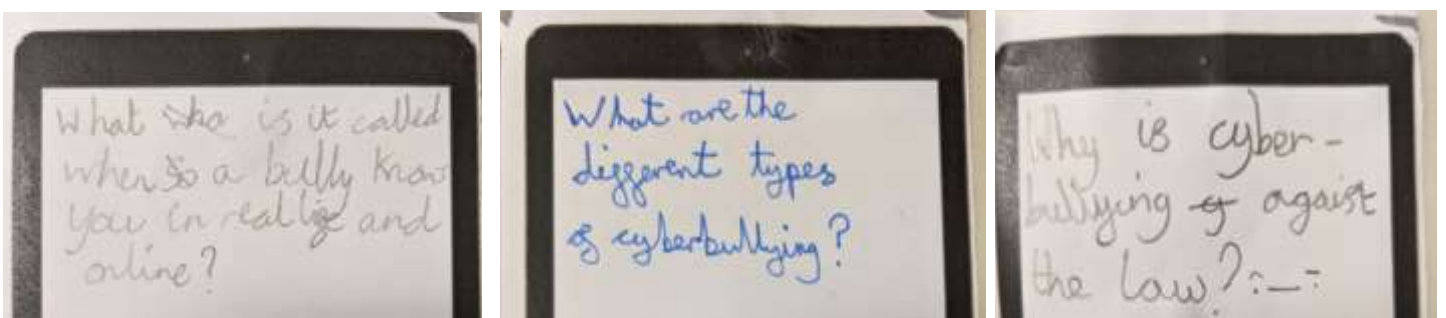 What is it called
when a bully know
you in real life and
online?
What are the
different types
of cyberbullying?
Why is cyber-
bullying agaist
the law?:_: